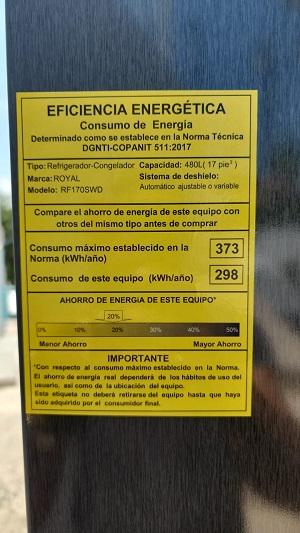 EFICIENCIA ENERGÉTICA
Consumo de Energía
Determinado como se establece en la Norma Técnica
DGNTI-COPANIT 511:2017
Tipo: Refrigerador-Congelador Capacidad: 480L( 17 pie³ )
Marca: ROYAL Sistema de deshielo:
Modelo: RF170SWD Automático ajustable o variable
Compare el ahorro de energía de este equipo con
otros del mismo tipo antes de comprar
Consumo máximo establecido en la
Norma (kWh/año) 373
Consumo de este equipo (kWh/año) 298
AHORRO DE ENERGIA DE ESTE EQUIPO*
20%
0% 10% 20% 30% 40% 50%
Menor Ahorro Mayor Ahorro
IMPORTANTE
*Con respecto al consumo máximo establecido en la Norma.
El ahorro de energía real dependerá de los hábitos de uso del
usuario, así como de la ubicación del equipo.
Esta etiqueta no deberá retirarse del equipo hasta que haya
sido adquirido por el consumidor final.